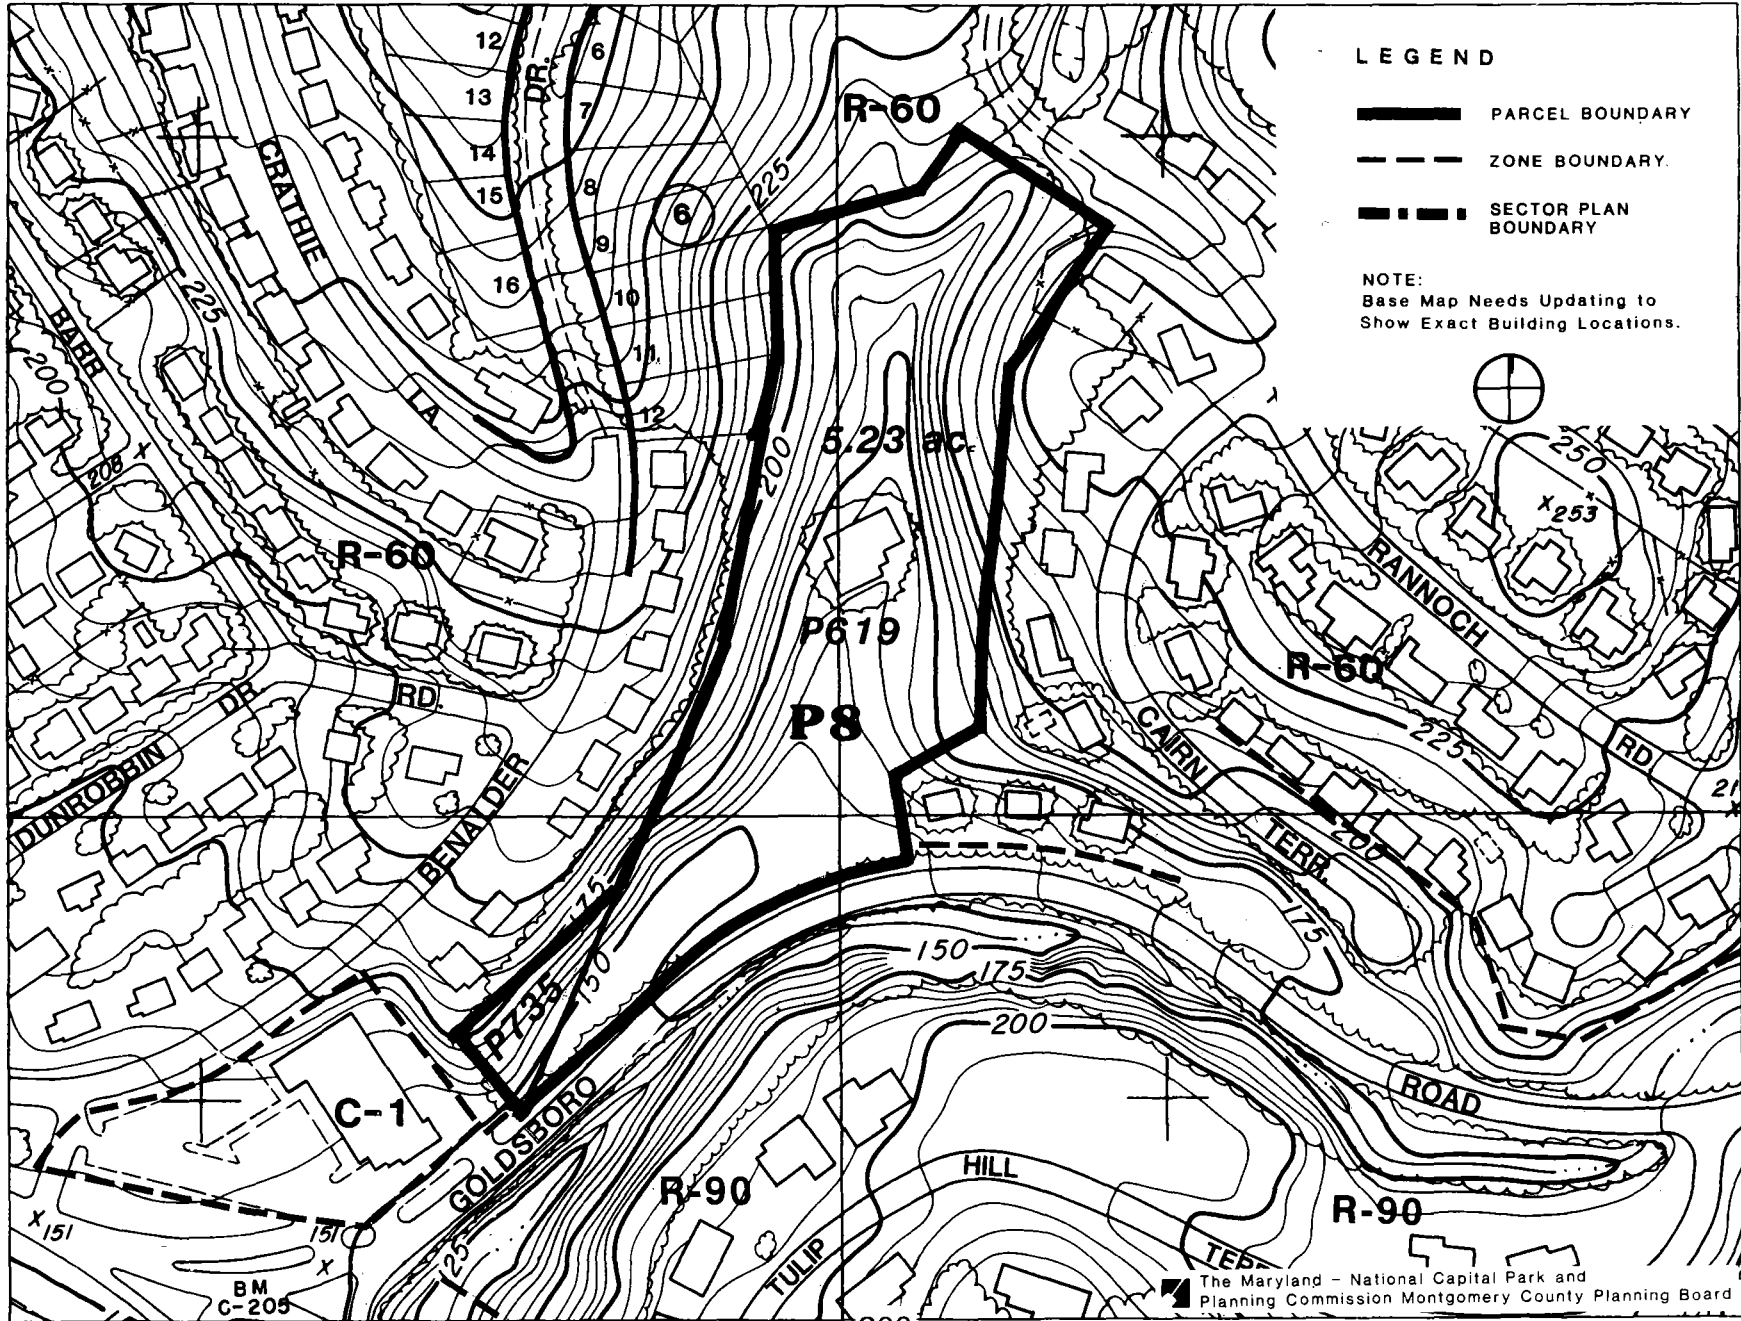 LEGEND
PARCEL BOUNDARY
ZONE BOUNDARY.
SECTOR PLAN
BOUNDARY
NOTE:
Base Map Needs Updating to
Show Exact Building Locations.
12
13
14
15
16
DR.
6
7
8
9
10
11
12
6
225
R-60
CRATHIE
LA
225
BARR
200
208 X
R-60
RD.
DUNROBBIN
DR.
BENALDER
200
5.23 ac.
P619
P8
250
X 253
RANNOCH
RD
R-60
225
21
CAIRN
TERR.
200
175
175
150
P735
150
175
200
GOLDSBORO
ROAD
C-1
R-90
HILL
TULIP
TERR
R-90
125
X 151
151
X
BM
C-205
200
The Maryland - National Capital Park and
Planning Commission Montgomery County Planning Board